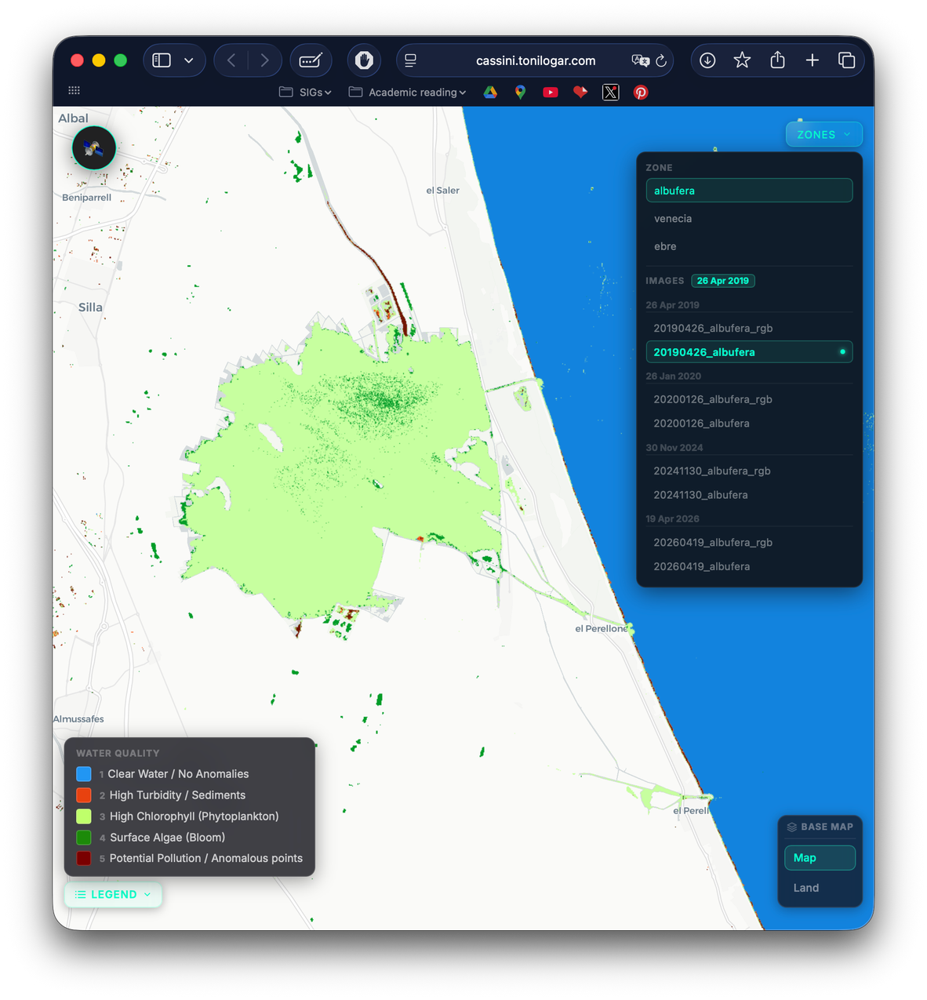 cassini.tonilogar.com
SIGs
Academic reading
Albal
Beniparrell
el Saler
Silla
el Perellone
Almussafes
el Perell
ZONES
ZONE
albufera
venecia
ebre
IMAGES 26 Apr 2019
26 Apr 2019
20190426_albufera_rgb
20190426_albufera
26 Jan 2020
20200126_albufera_rgb
20200126_albufera
30 Nov 2024
20241130_albufera_rgb
20241130_albufera
19 Apr 2026
20260419_albufera_rgb
20260419_albufera
WATER QUALITY
1 Clear Water / No Anomalies
2 High Turbidity / Sediments
3 High Chlorophyll (Phytoplankton)
4 Surface Algae (Bloom)
5 Potential Pollution / Anomalous points
LEGEND
BASE MAP
Map
Land